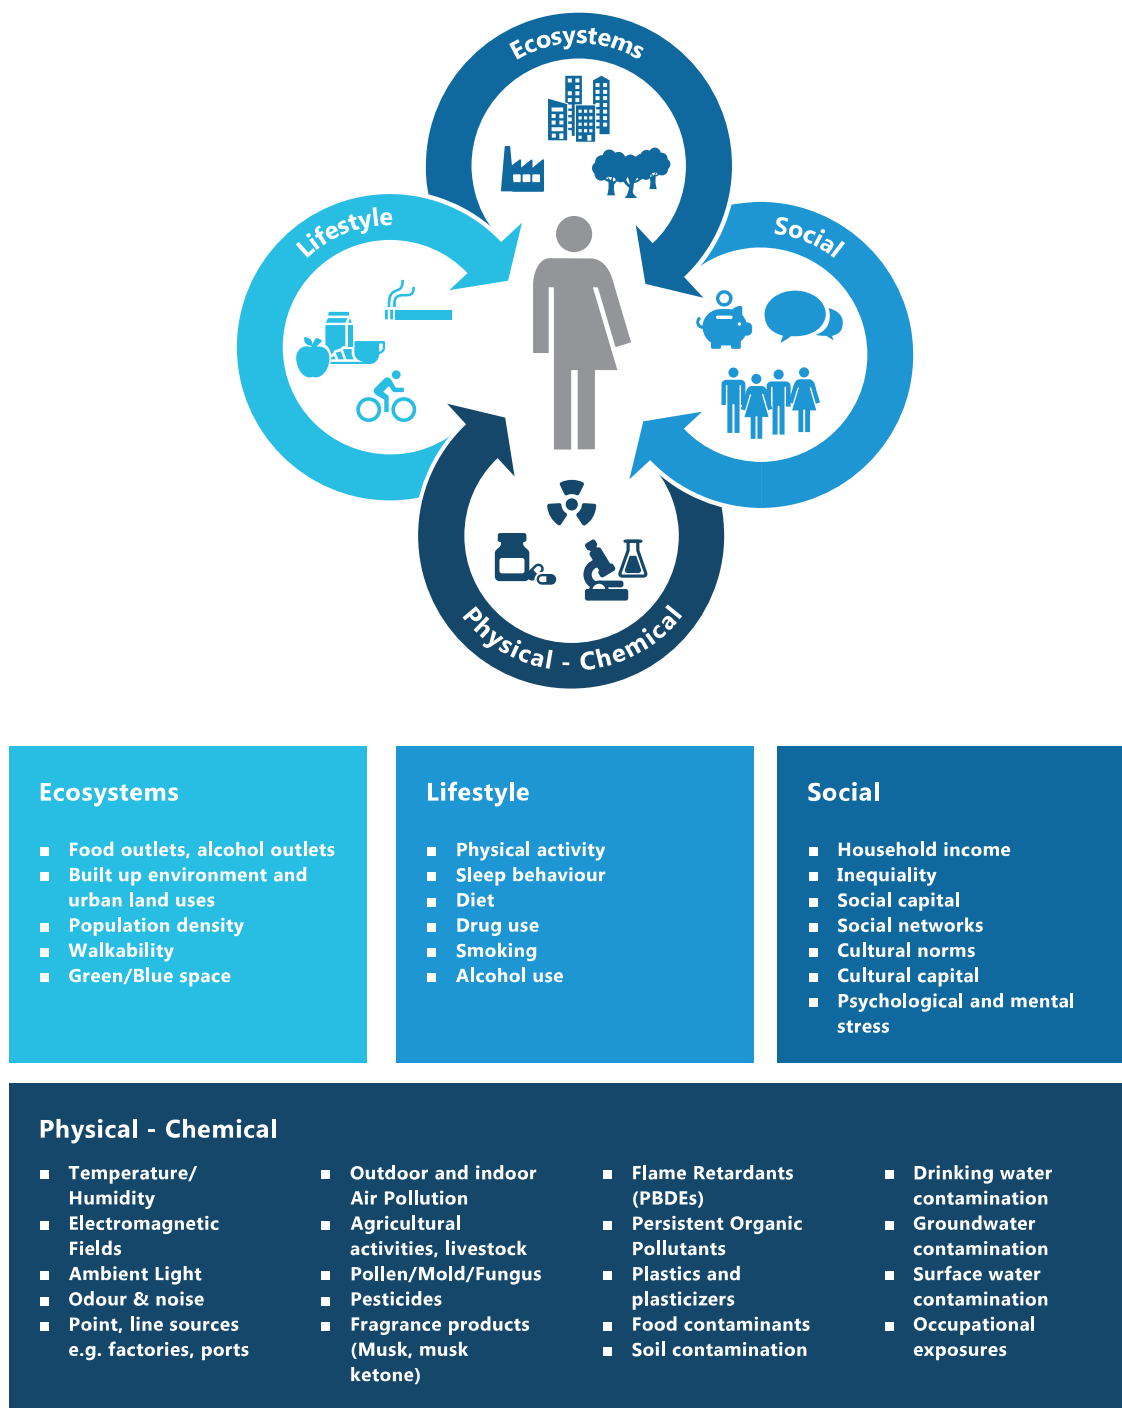 Ecosystems
Lifestyle
Social
Physical - Chemical
Ecosystems
■ Food outlets, alcohol outlets
■ Built up environment and
urban land uses
■ Population density
■ Walkability
■ Green/Blue space
Lifestyle
■ Physical activity
■ Sleep behaviour
■ Diet
■ Drug use
■ Smoking
■ Alcohol use
Social
■ Household income
■ Inequiality
■ Social capital
■ Social networks
■ Cultural norms
■ Cultural capital
■ Psychological and mental
stress
Physical - Chemical
■ Temperature/
Humidity
■ Electromagnetic
Fields
■ Ambient Light
■ Odour & noise
■ Point, line sources
e.g. factories, ports
■ Outdoor and indoor
Air Pollution
■ Agricultural
activities, livestock
■ Pollen/Mold/Fungus
■ Pesticides
■ Fragrance products
(Musk, musk
ketone)
■ Flame Retardants
(PBDEs)
■ Persistent Organic
Pollutants
■ Plastics and
plasticizers
■ Food contaminants
■ Soil contamination
■ Drinking water
contamination
■ Groundwater
contamination
■ Surface water
contamination
■ Occupational
exposures